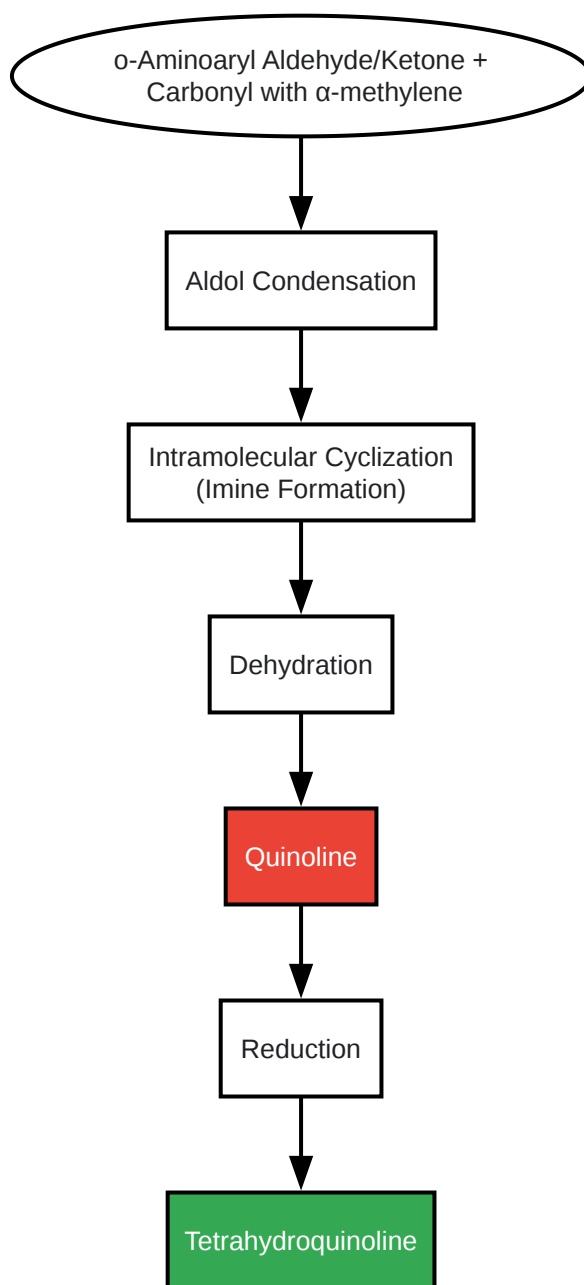 o-Aminoaryl Aldehyde/Ketone +
Carbonyl with α-methylene
Aldol Condensation
Intramolecular Cyclization
(Imine Formation)
Dehydration
Quinoline
Reduction
Tetrahydroquinoline